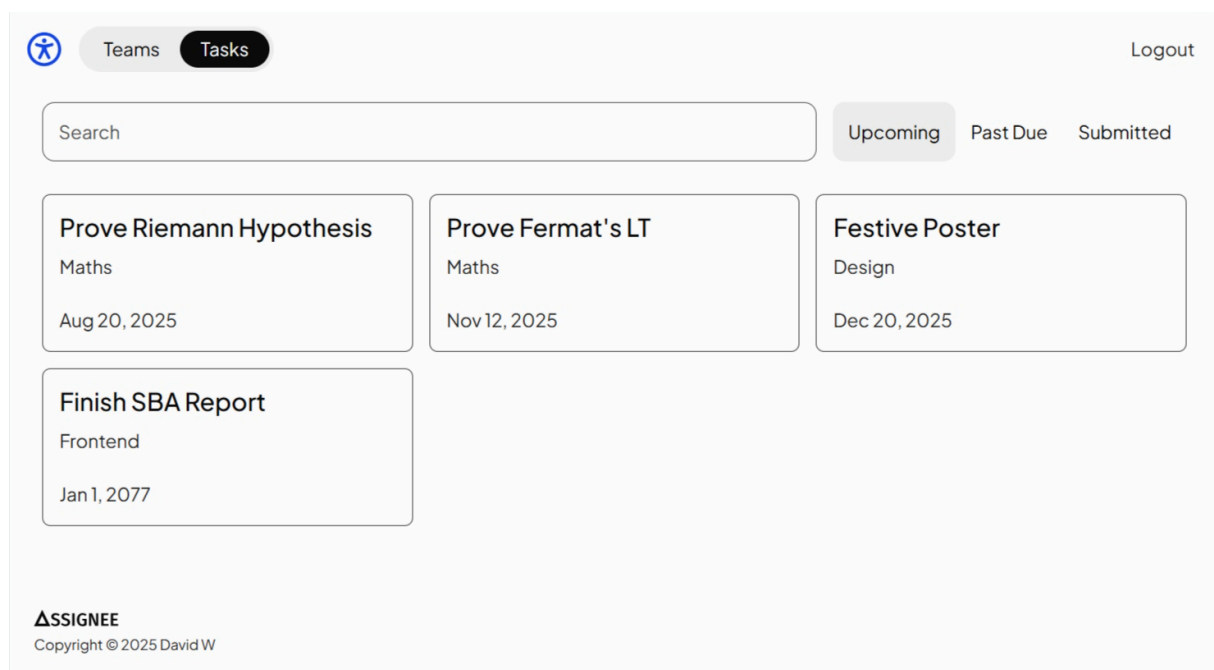 Teams Tasks Logout
Search Upcoming Past Due Submitted
Prove Riemann Hypothesis
Maths
Aug 20, 2025
Prove Fermat's LT
Maths
Nov 12, 2025
Festive Poster
Design
Dec 20, 2025
Finish SBA Report
Frontend
Jan 1, 2077
ASSIGNEE
Copyright © 2025 David W